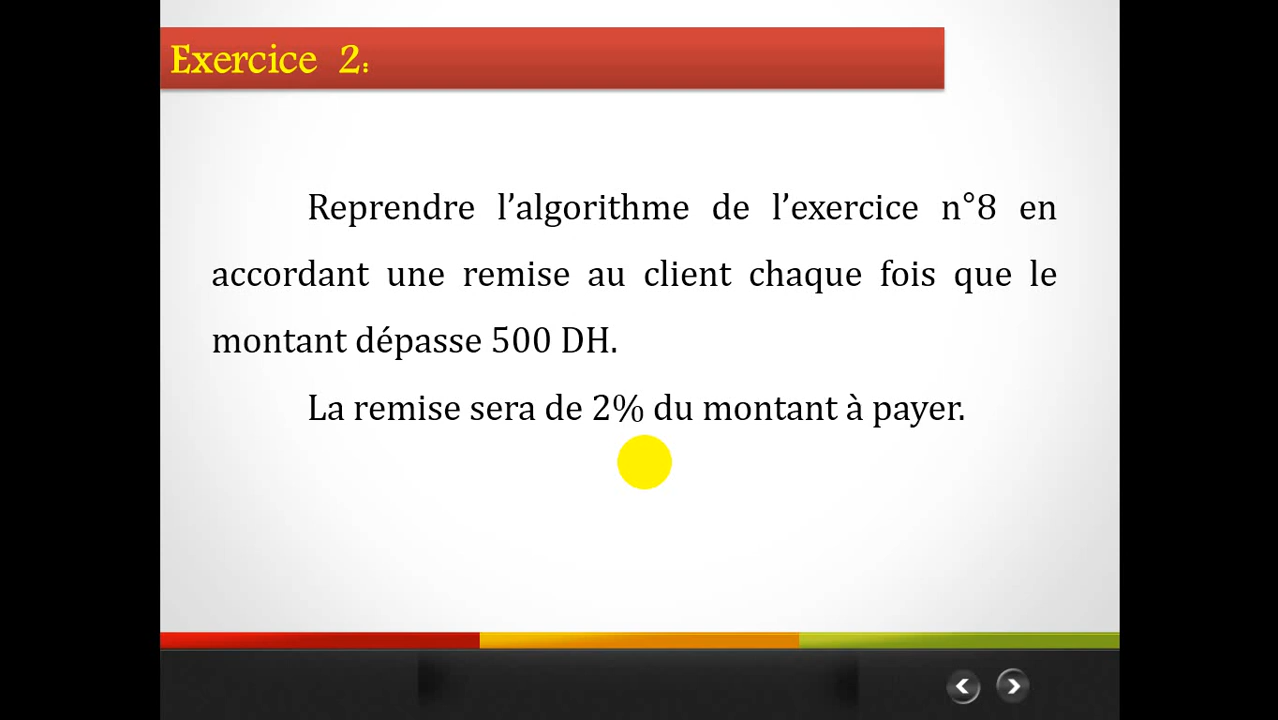 Exercice 2:
Reprendre l’algorithme de l’exercice n°8 en
accordant une remise au client chaque fois que le
montant dépasse 500 DH.
La remise sera de 2% du montant à payer.